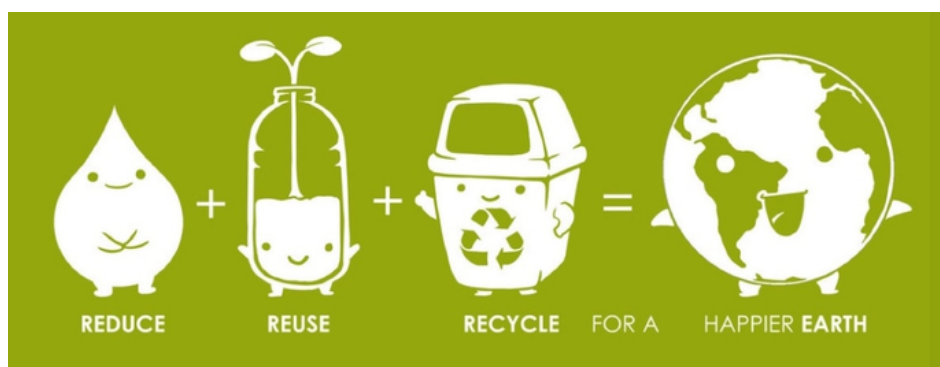 + + =
REDUCE REUSE RECYCLE FOR A HAPPIER EARTH